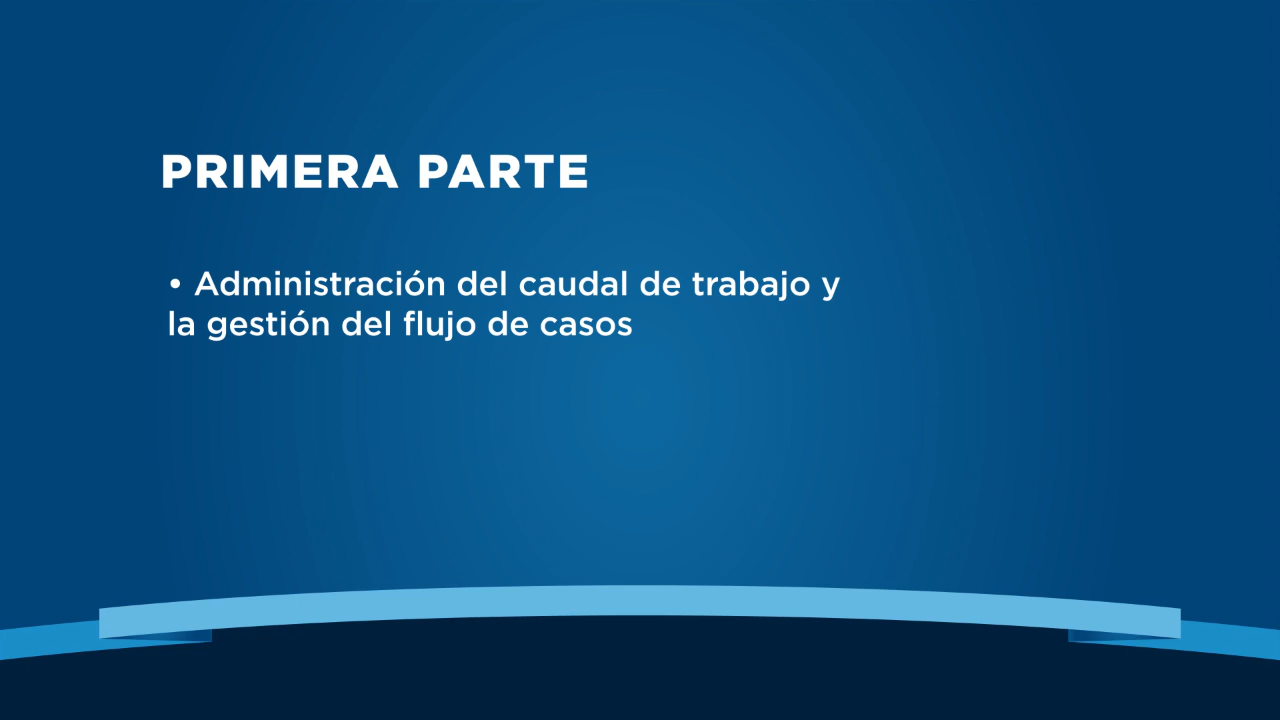 PRIMERA PARTE
• Administración del caudal de trabajo y
la gestión del flujo de casos